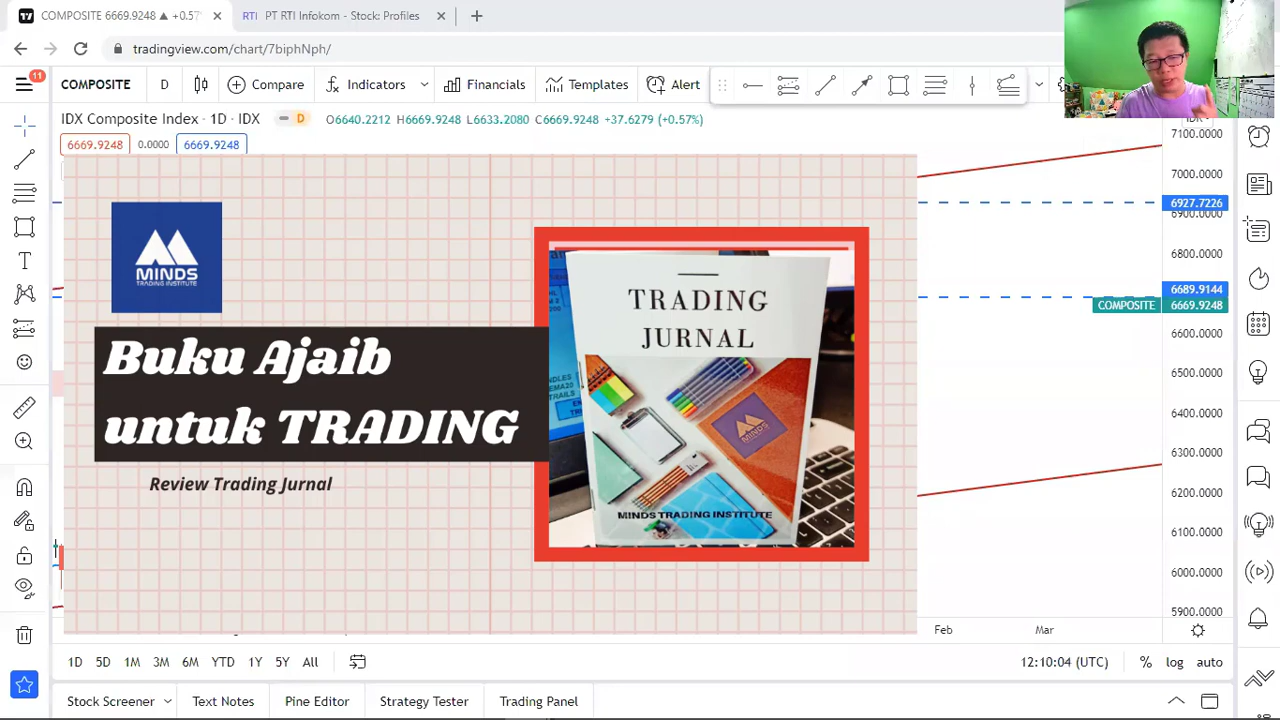 COMPOSITE 6669.9248 ▲ +0.57
RTI PT RTI Infokom - Stock: Profiles
tradingview.com/chart/7biphNph/
11
COMPOSITE D Compare Indicators Financials Templates Alert
IDX Composite Index · 1D · IDX D O6640.2212 H6669.9248 L6633.2080 C6669.9248 +37.6279 (+0.57%)
6669.9248 0.0000 6669.9248
MINDS
TRADING INSTITUTE
Buku Ajaib
untuk TRADING
Review Trading Jurnal
TRADING
JURNAL
MINDS TRADING INSTITUTE
7100.0000
7000.0000
6927.7226
6900.0000
6800.0000
6689.9144
COMPOSITE 6669.9248
6600.0000
6500.0000
6400.0000
6300.0000
6200.0000
6100.0000
6000.0000
5900.0000
Feb Mar
1D 5D 1M 3M 6M YTD 1Y 5Y All 12:10:04 (UTC) % log auto
Stock Screener Text Notes Pine Editor Strategy Tester Trading Panel